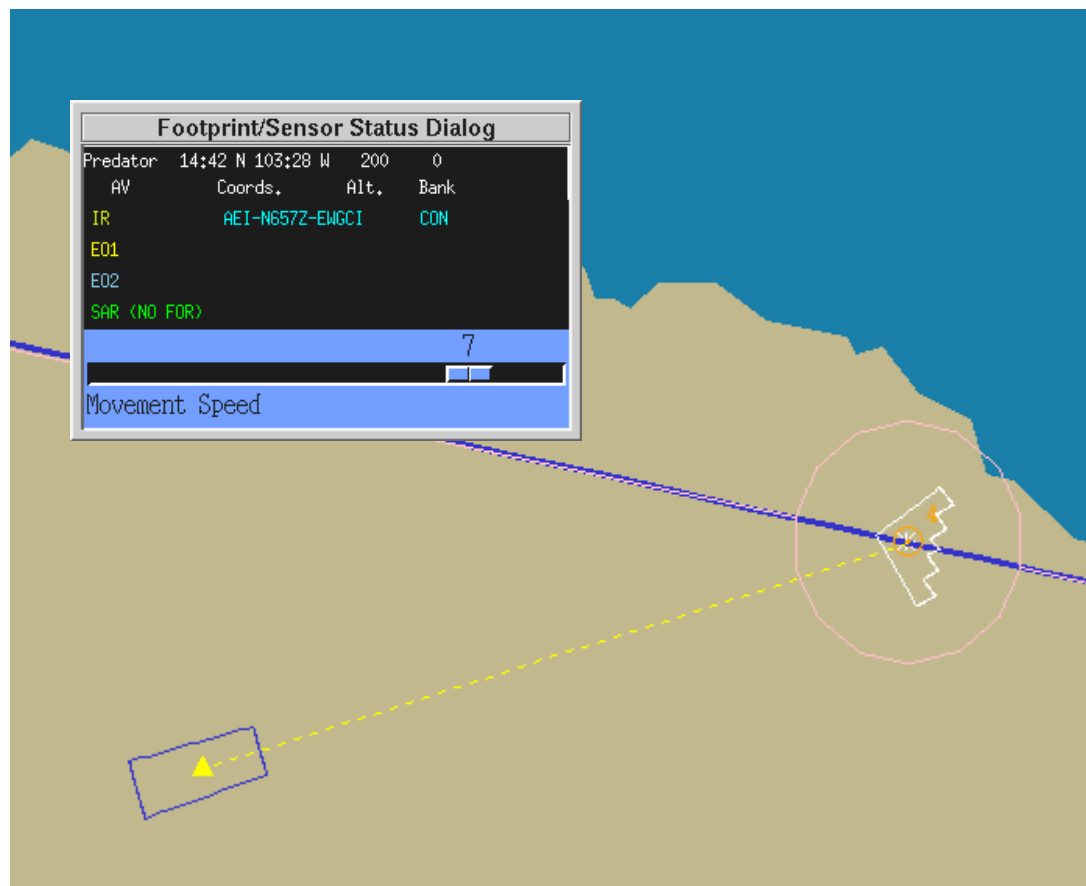 Footprint/Sensor Status Dialog
Predator 14:42 N 103:28 W 200 0
AV Coords. Alt. Bank
IR AEI-N657Z-EWGCI CON
EO1
EO2
SAR (NO FOR)
7
Movement Speed
4